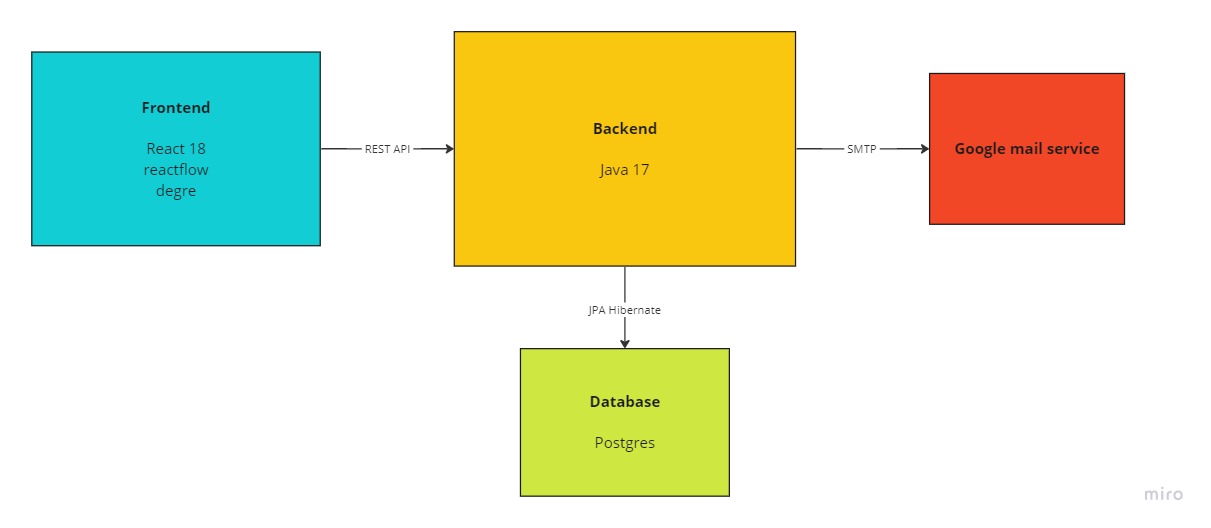 Frontend
React 18
reactflow
degre
REST API
Backend
Java 17
SMTP
Google mail service
JPA Hibernate
Database
Postgres
miro